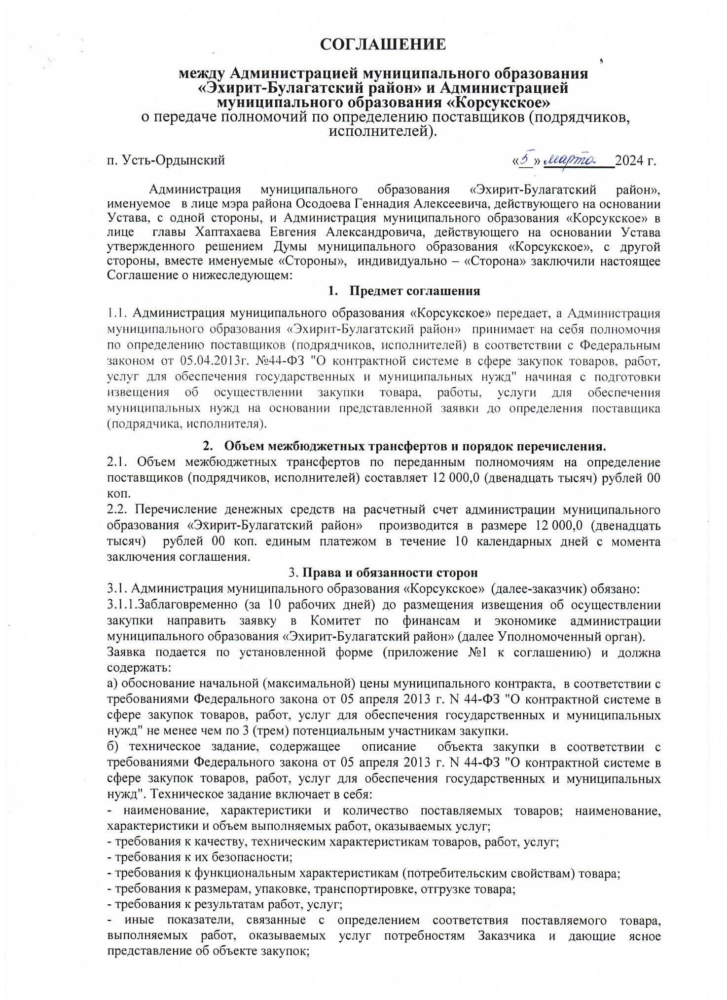 СОГЛАШЕНИЕ
между Администрацией муниципального образования
«Эхирит-Булагатский район» и Администрацией
муниципального образования «Корсукское»
о передаче полномочий по определению поставщиков (подрядчиков,
исполнителей).
п. Усть-Ордынский «5» марта 2024 г.
Администрация муниципального образования «Эхирит-Булагатский район»,
именуемое в лице мэра района Осодоева Геннадия Алексеевича, действующего на основании
Устава, с одной стороны, и Администрация муниципального образования «Корсукское» в
лице главы Хаптахаева Евгения Александровича, действующего на основании Устава
утвержденного решением Думы муниципального образования «Корсукское», с другой
стороны, вместе именуемые «Стороны», индивидуально – «Сторона» заключили настоящее
Соглашение о нижеследующем:
1. Предмет соглашения
1.1. Администрация муниципального образования «Корсукское» передает, а Администрация
муниципального образования «Эхирит-Булагатский район» принимает на себя полномочия
по определению поставщиков (подрядчиков, исполнителей) в соответствии с Федеральным
законом от 05.04.2013г. №44-ФЗ "О контрактной системе в сфере закупок товаров, работ,
услуг для обеспечения государственных и муниципальных нужд" начиная с подготовки
извещения об осуществлении закупки товара, работы, услуги для обеспечения
муниципальных нужд на основании представленной заявки до определения поставщика
(подрядчика, исполнителя).
2. Объем межбюджетных трансфертов и порядок перечисления.
2.1. Объем межбюджетных трансфертов по переданным полномочиям на определение
поставщиков (подрядчиков, исполнителей) составляет 12 000,0 (двенадцать тысяч) рублей 00
коп.
2.2. Перечисление денежных средств на расчетный счет администрации муниципального
образования «Эхирит-Булагатский район» производится в размере 12 000,0 (двенадцать
тысяч) рублей 00 коп. единым платежом в течение 10 календарных дней с момента
заключения соглашения.
3. Права и обязанности сторон
3.1. Администрация муниципального образования «Корсукское» (далее-заказчик) обязано:
3.1.1.Заблаговременно (за 10 рабочих дней) до размещения извещения об осуществлении
закупки направить заявку в Комитет по финансам и экономике администрации
муниципального образования «Эхирит-Булагатский район» (далее Уполномоченный орган).
Заявка подается по установленной форме (приложение №1 к соглашению) и должна
содержать:
а) обоснование начальной (максимальной) цены муниципального контракта, в соответствии с
требованиями Федерального закона от 05 апреля 2013 г. N 44-ФЗ "О контрактной системе в
сфере закупок товаров, работ, услуг для обеспечения государственных и муниципальных
нужд" не менее чем по 3 (трем) потенциальным участникам закупки.
б) техническое задание, содержащее описание объекта закупки в соответствии с
требованиями Федерального закона от 05 апреля 2013 г. N 44-ФЗ "О контрактной системе в
сфере закупок товаров, работ, услуг для обеспечения государственных и муниципальных
нужд". Техническое задание включает в себя:
- наименование, характеристики и количество поставляемых товаров; наименование,
характеристики и объем выполняемых работ, оказываемых услуг;
- требования к качеству, техническим характеристикам товаров, работ, услуг;
- требования к их безопасности;
- требования к функциональным характеристикам (потребительским свойствам) товара;
- требования к размерам, упаковке, транспортировке, отгрузке товара;
- требования к результатам работ, услуг;
- иные показатели, связанные с определением соответствия поставляемого товара,
выполняемых работ, оказываемых услуг потребностям Заказчика и дающие ясное
представление об объекте закупок;